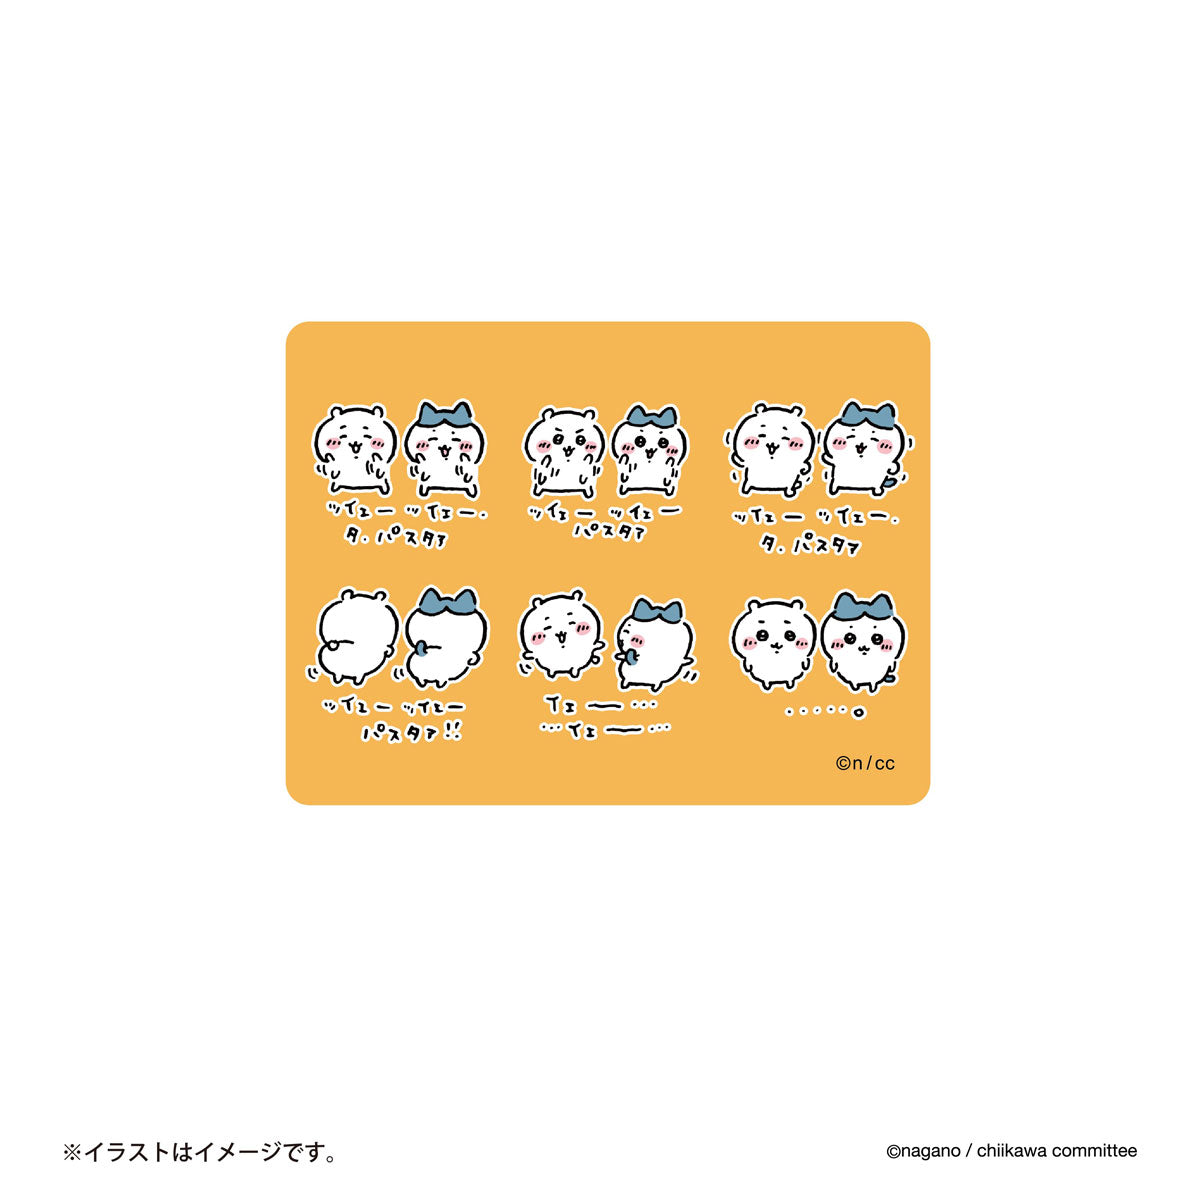 ッイェー ッイェー.
タ.パスタァ
ッイェー ッイェー
パスタァ
ッイェー ッイェー.
タ.パスタァ
ッイェー ッイェー
パスタァ!!
イェー…
…イェー…
.....。
©n/cc
※イラストはイメージです。
©nagano / chiikawa committee